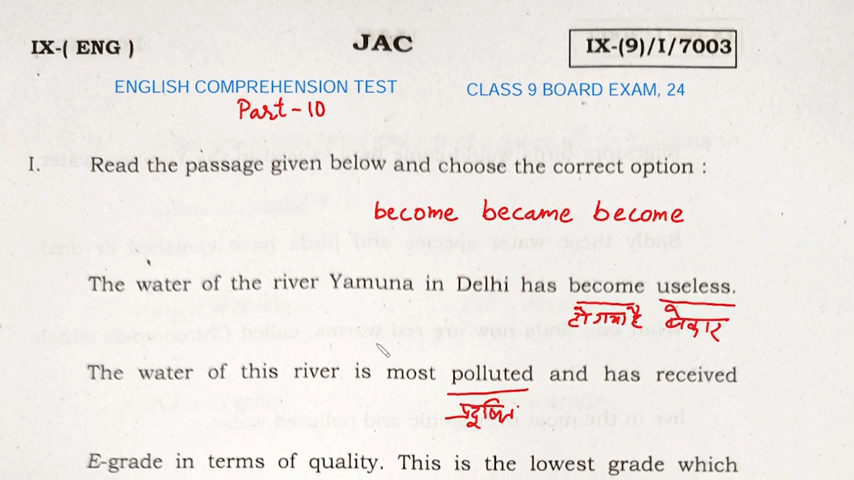 IX-( ENG )
JAC
IX-(9)/I/7003
ENGLISH COMPREHENSION TEST
CLASS 9 BOARD EXAM, 24
Part-10
I. Read the passage given below and choose the correct option :
become became become
The water of the river Yamuna in Delhi has become useless.
हो गया है बेकार
The water of this river is most polluted and has received
प्रदूषित
E-grade in terms of quality. This is the lowest grade which